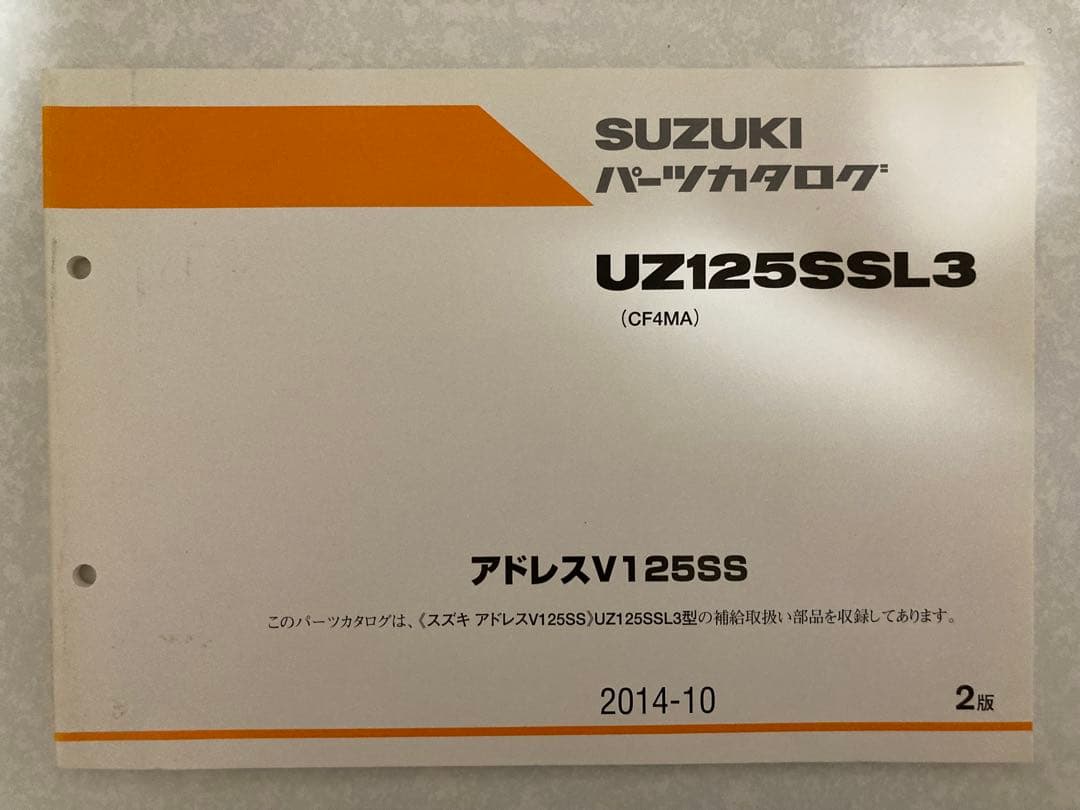 SUZUKI
パーツカタログ
UZ125SSL3
(CF4MA)
アドレスV125SS
このパーツカタログは、《スズキ アドレスV125SS》UZ125SSL3型の補給取扱い部品を収録してあります。
2014-10
2版